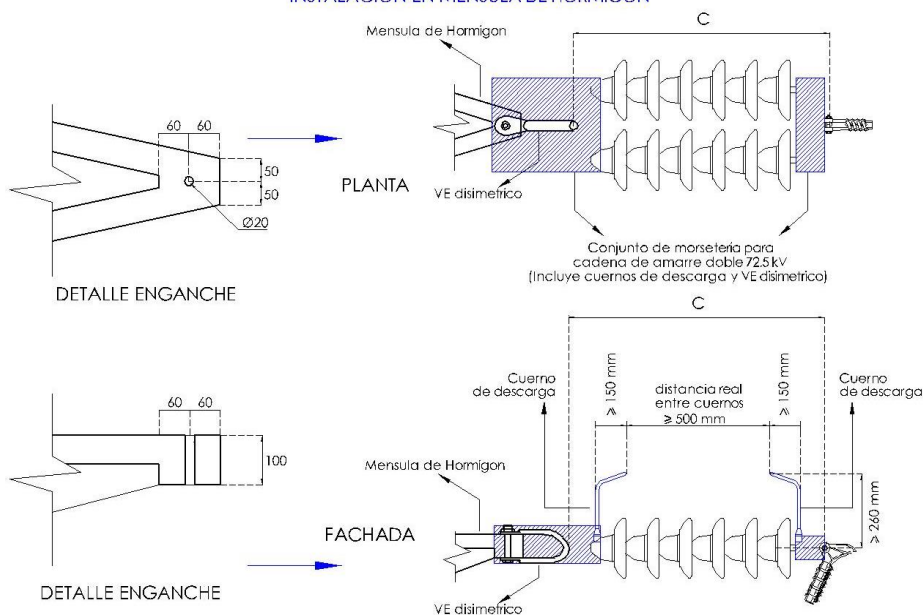 INSTALACION EN MENSULA DE HORMIGON
C
Mensula de Hormigon
60 60
50
50
Ø20
PLANTA
VE disimetrico
DETALLE ENGANCHE
Conjunto de morseteria para
cadena de amarre doble 72.5 kV
(Incluye cuernos de descarga y VE disimetrico)
C
Cuerno
de descarga
≥ 150 mm
distancia real
entre cuernos
≥ 500 mm
≥ 150 mm
Cuerno
de descarga
60 60
100
Mensula de Hormigon
≥ 260 mm
FACHADA
DETALLE ENGANCHE
VE disimetrico